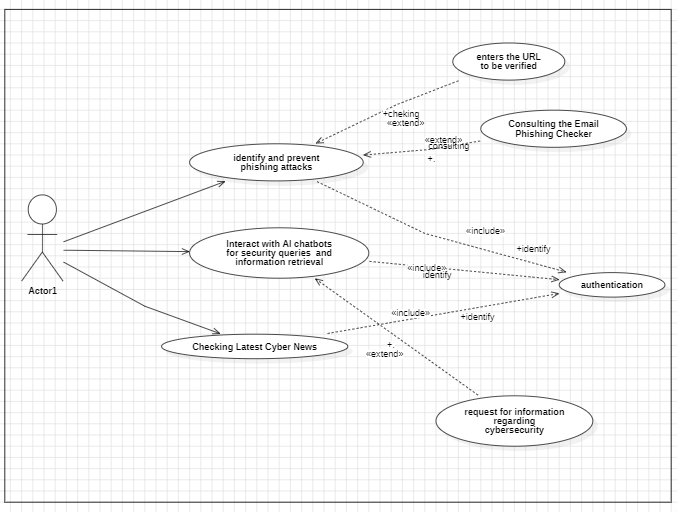 enters the URL
to be verified
+cheking
«extend»
Consulting the Email
Phishing Checker
«extend»
consulting
+.
identify and prevent
phishing attacks
«include»
+identify
Interact with AI chatbots
for security queries and
information retrieval
«include»
identify
authentication
Actor1
«include»
+identify
Checking Latest Cyber News
+.
«extend»
request for information
regarding
cybersecurity